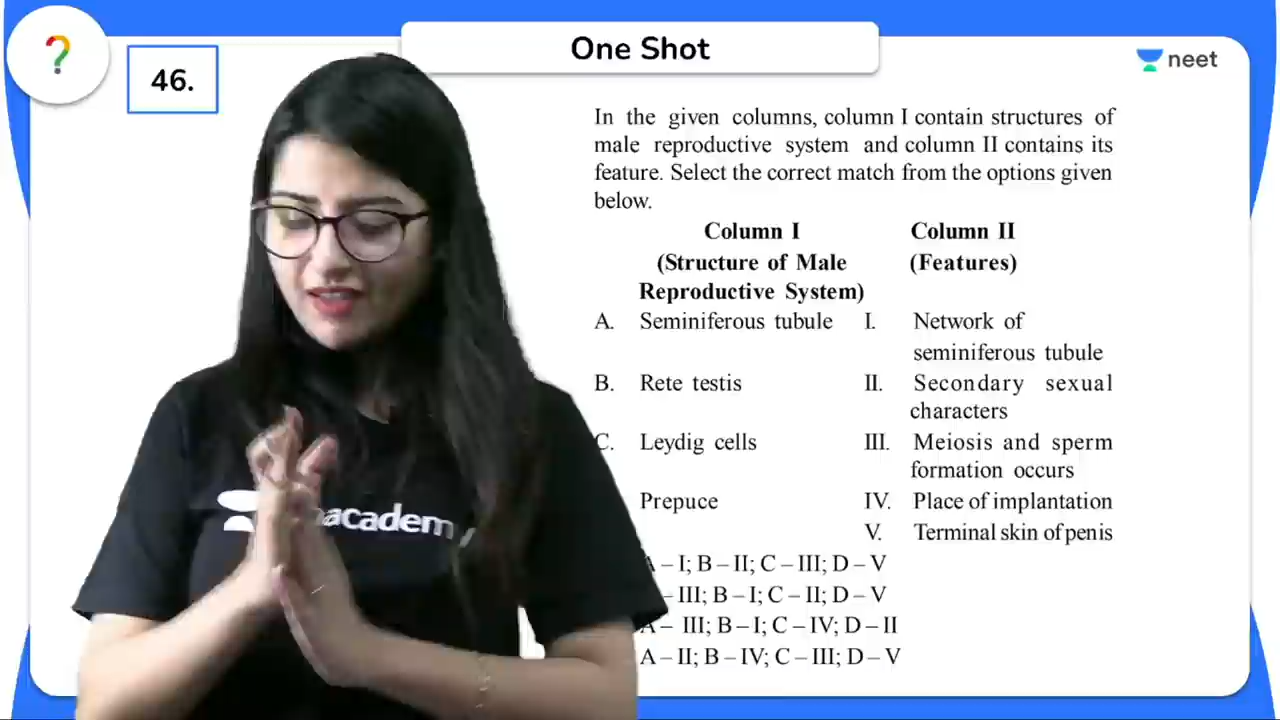 ?
46.
One Shot
neet
In the given columns, column I contain structures of
male reproductive system and column II contains its
feature. Select the correct match from the options given
below.
Column I Column II
(Structure of Male (Features)
Reproductive System)
A. Seminiferous tubule I. Network of
seminiferous tubule
B. Rete testis II. Secondary sexual
characters
C. Leydig cells III. Meiosis and sperm
formation occurs
Prepuce IV. Place of implantation
V. Terminal skin of penis
A – I; B – II; C – III; D – V
– III; B – I; C – II; D – V
A – III; B – I; C – IV; D – II
A – II; B – IV; C – III; D – V